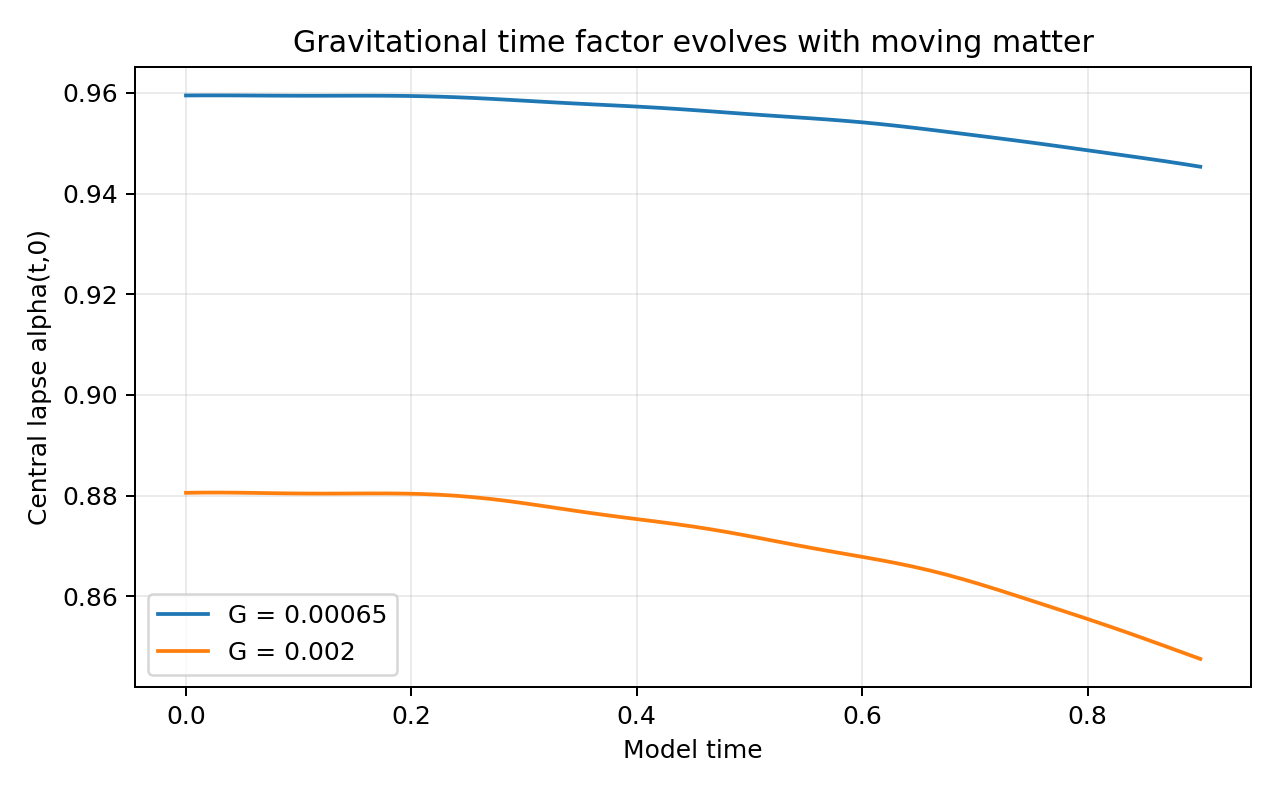 Gravitational time factor evolves with moving matter
Central lapse alpha(t,0)
0.96
0.94
0.92
0.90
0.88
0.86
G = 0.00065
G = 0.002
0.0 0.2 0.4 0.6 0.8
Model time